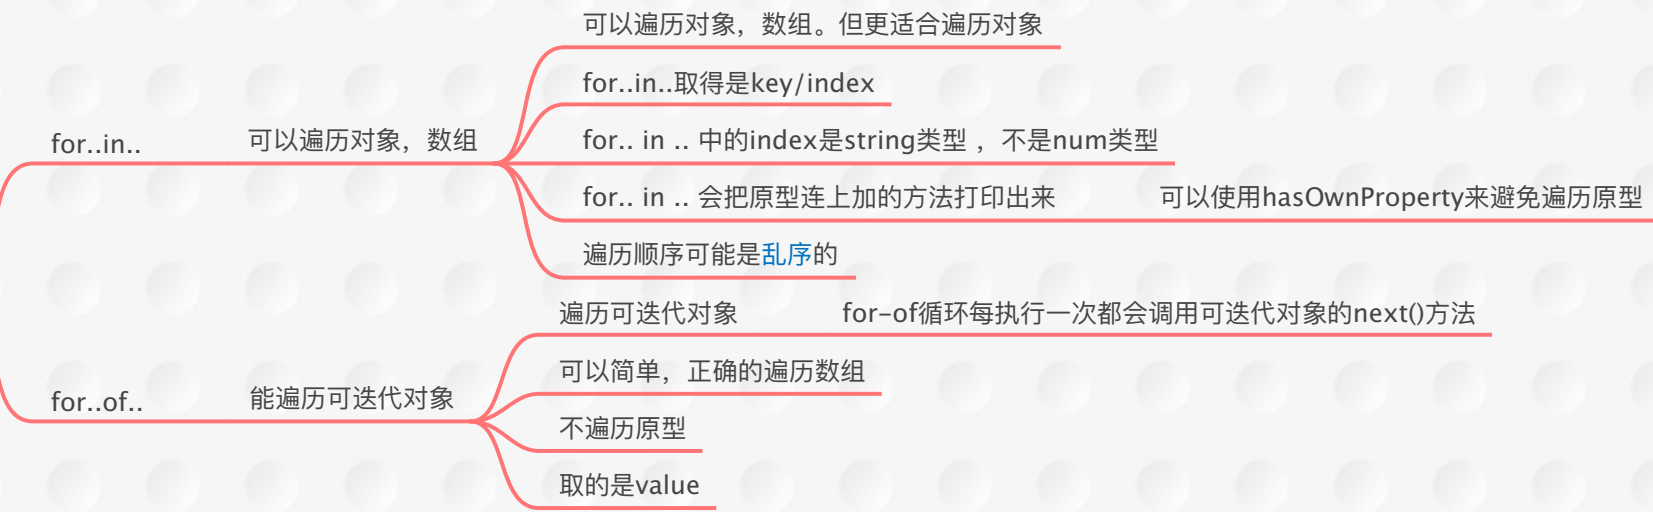 可以遍历对象，数组。但更适合遍历对象
for..in..取得是key/index
for..in..
可以遍历对象，数组
for.. in .. 中的index是string类型 ，不是num类型
for.. in .. 会把原型连上加的方法打印出来
可以使用hasOwnProperty来避免遍历原型
遍历顺序可能是乱序的
遍历可迭代对象
for-of循环每执行一次都会调用可迭代对象的next()方法
可以简单，正确的遍历数组
for..of..
能遍历可迭代对象
不遍历原型
取的是value